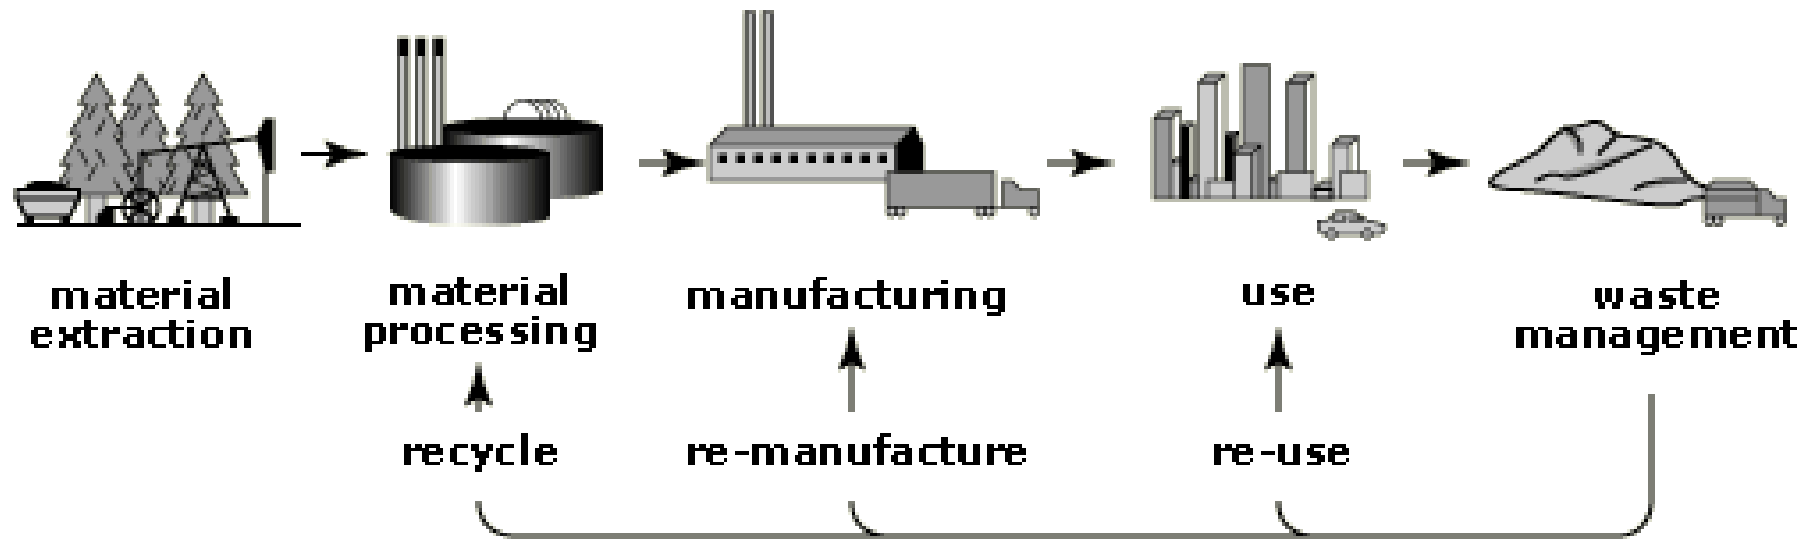 material
extraction
material
processing
manufacturing
use
waste
management
recycle
re-manufacture
re-use